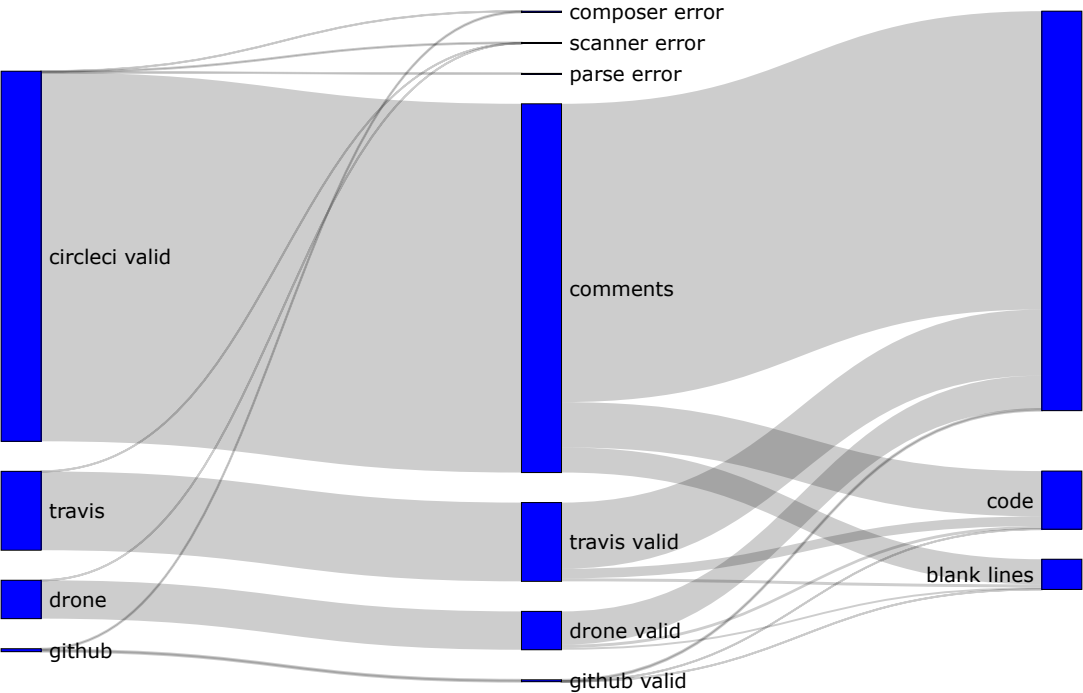 composer error
scanner error
parse error
circleci valid
comments
travis
travis valid
code
blank lines
drone
drone valid
github
github valid